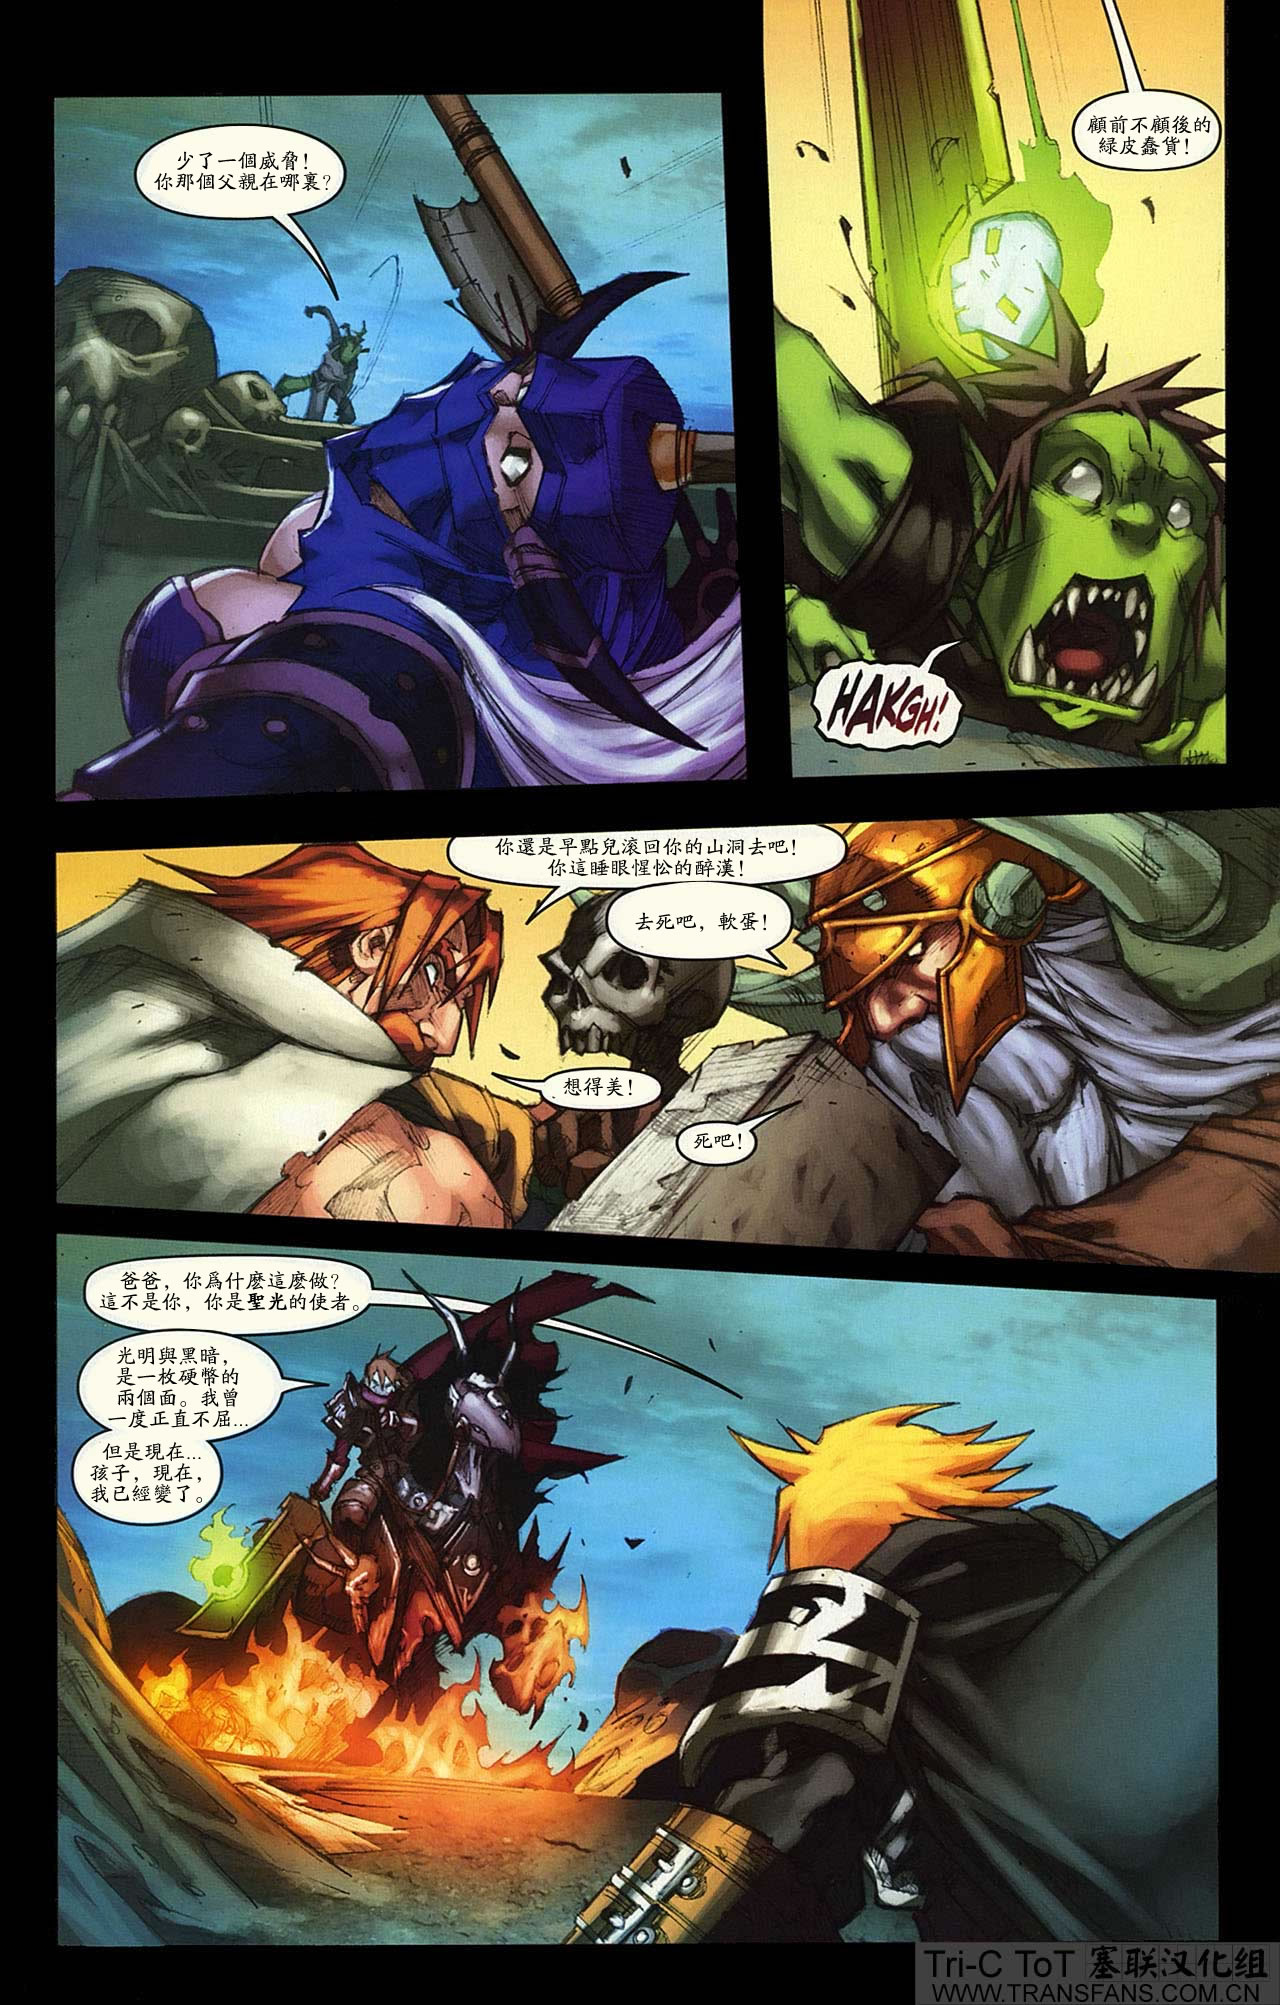 少了一個威脅！
你那個父親在哪裏？
顧前不顧後的
綠皮蠢貨！
HAKGH!
你還是早點兒滾回你的山洞去吧！
你這睡眼惺忪的醉漢！
去死吧，軟蛋！
想得美！
死吧！
爸爸，你爲什麽這麽做？
這不是你，你是聖光的使者。
光明與黑暗，
是一枚硬幣的
兩個面。我曾
一度正直不屈...
但是現在...
孩子，現在，
我已經變了。
Tri-C ToT 塞联汉化组
WWW.TRANSFANS.COM.CN